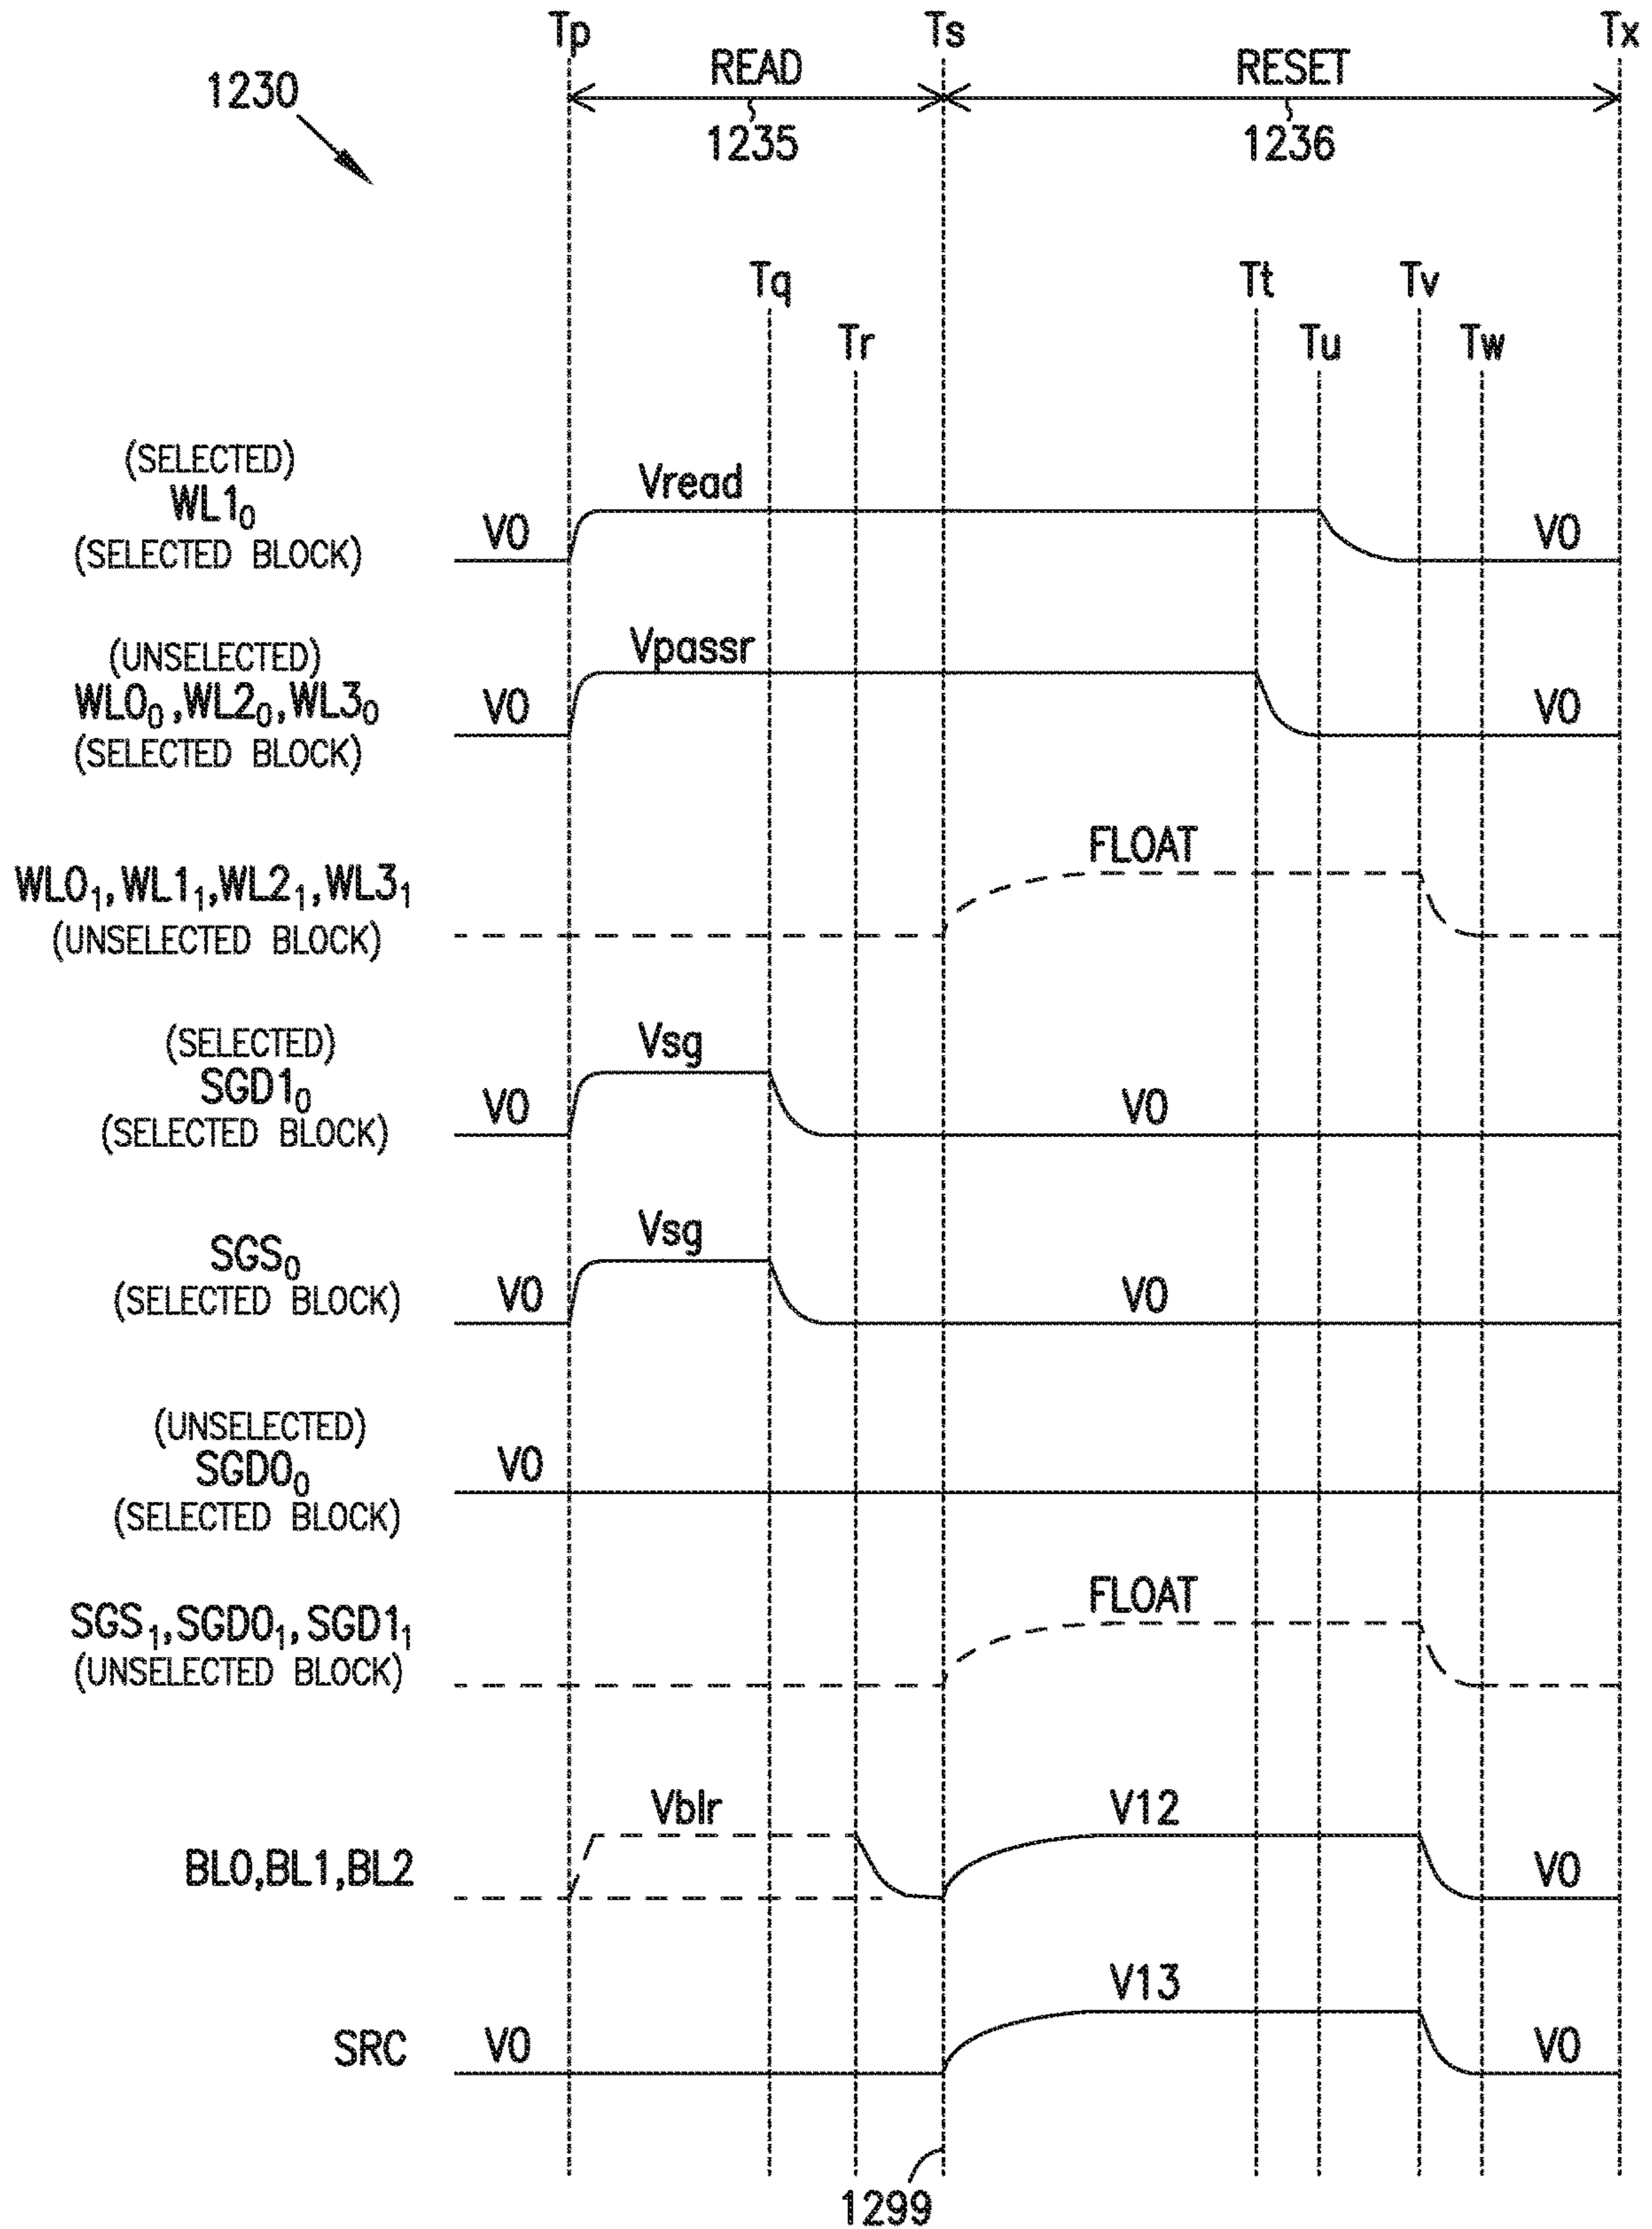 Tp Ts Tx
1230 READ RESET
1235 1236
Tq Tt Tv
Tr Tu Tw
(SELECTED)
WL1₀ V0 Vread V0
(SELECTED BLOCK)
(UNSELECTED) Vpassr
WL0₀,WL2₀,WL3₀ V0 V0
(SELECTED BLOCK)
FLOAT
WL0₁,WL1₁,WL2₁,WL3₁
(UNSELECTED BLOCK)
(SELECTED) Vsg
SGD1₀ V0 V0
(SELECTED BLOCK)
Vsg
SGS₀ V0 V0
(SELECTED BLOCK)
(UNSELECTED)
SGD0₀ V0
(SELECTED BLOCK)
FLOAT
SGS₁,SGD0₁,SGD1₁
(UNSELECTED BLOCK)
Vblr V12
BL0,BL1,BL2 V0
V13
SRC V0 V0
1299